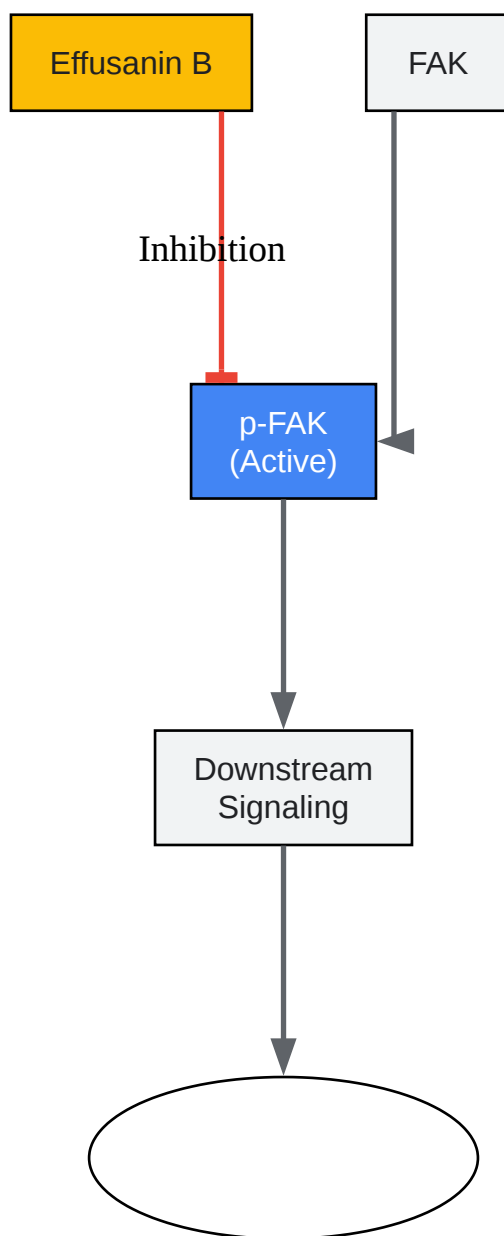 Effusanin B
FAK
Inhibition
p-FAK
(Active)
Downstream
Signaling